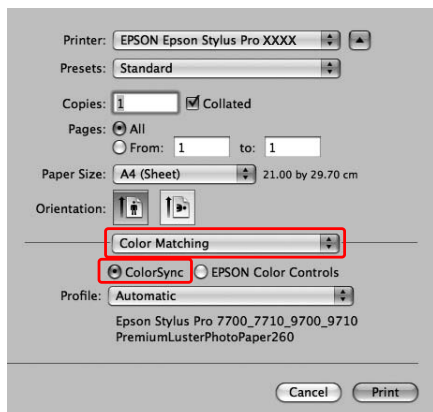 Printer: EPSON Epson Stylus Pro XXXX
Presets: Standard
Copies: 1 Collated
Pages: All
From: 1 to: 1
Paper Size: A4 (Sheet) 21.00 by 29.70 cm
Orientation:
Color Matching
ColorSync EPSON Color Controls
Profile: Automatic
Epson Stylus Pro 7700_7710_9700_9710
PremiumLusterPhotoPaper260
Cancel Print